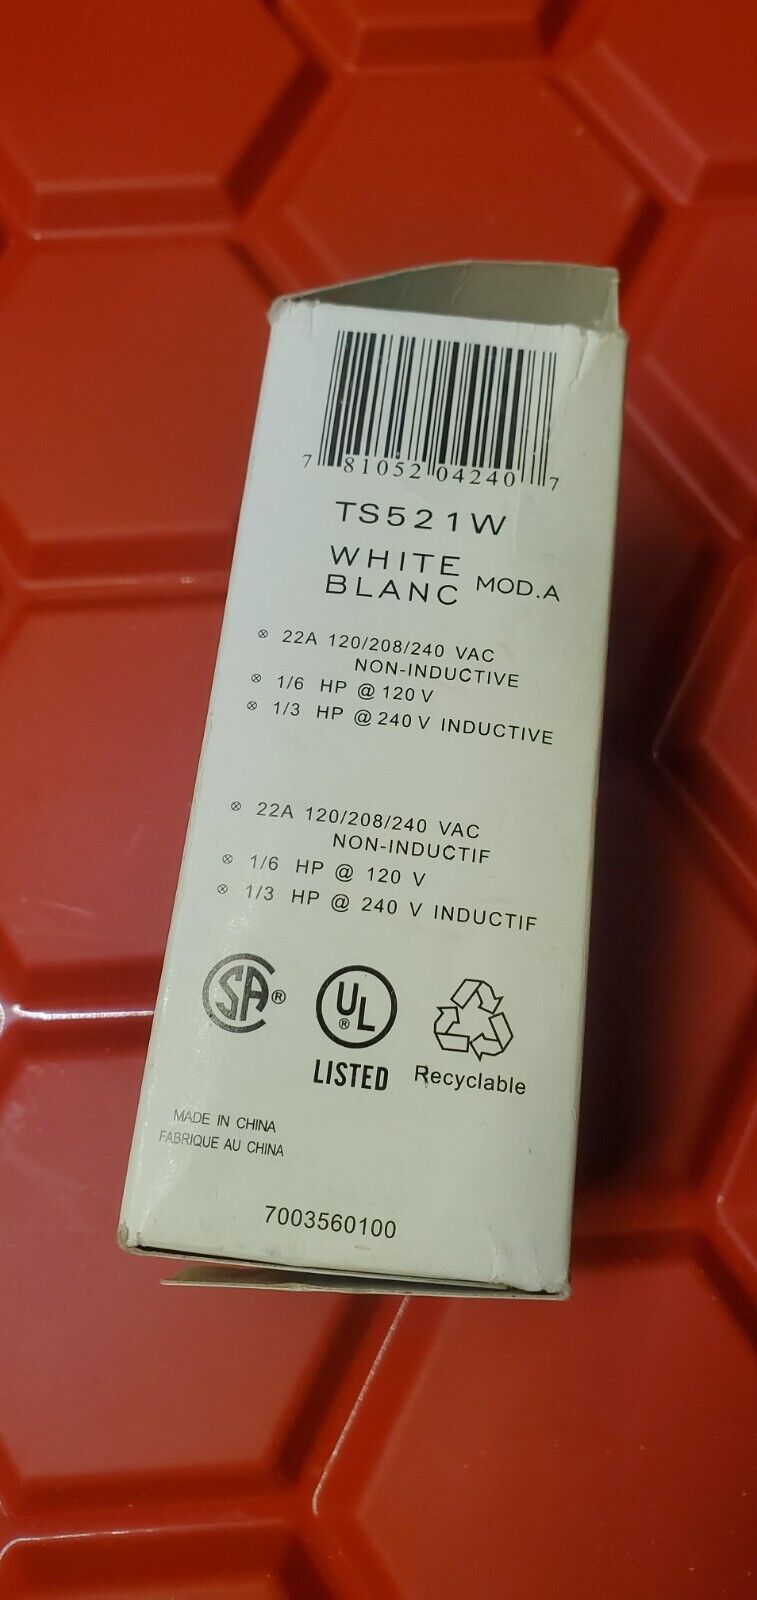 7 81052 04240 7
TS521W
WHITE MOD.A
BLANC
⊗ 22A 120/208/240 VAC
NON-INDUCTIVE
⊗ 1/6 HP @ 120 V
⊗ 1/3 HP @ 240 V INDUCTIVE
⊗ 22A 120/208/240 VAC
NON-INDUCTIF
⊗ 1/6 HP @ 120 V
⊗ 1/3 HP @ 240 V INDUCTIF
SA® UL® 
LISTED Recyclable
MADE IN CHINA
FABRIQUE AU CHINA
7003560100